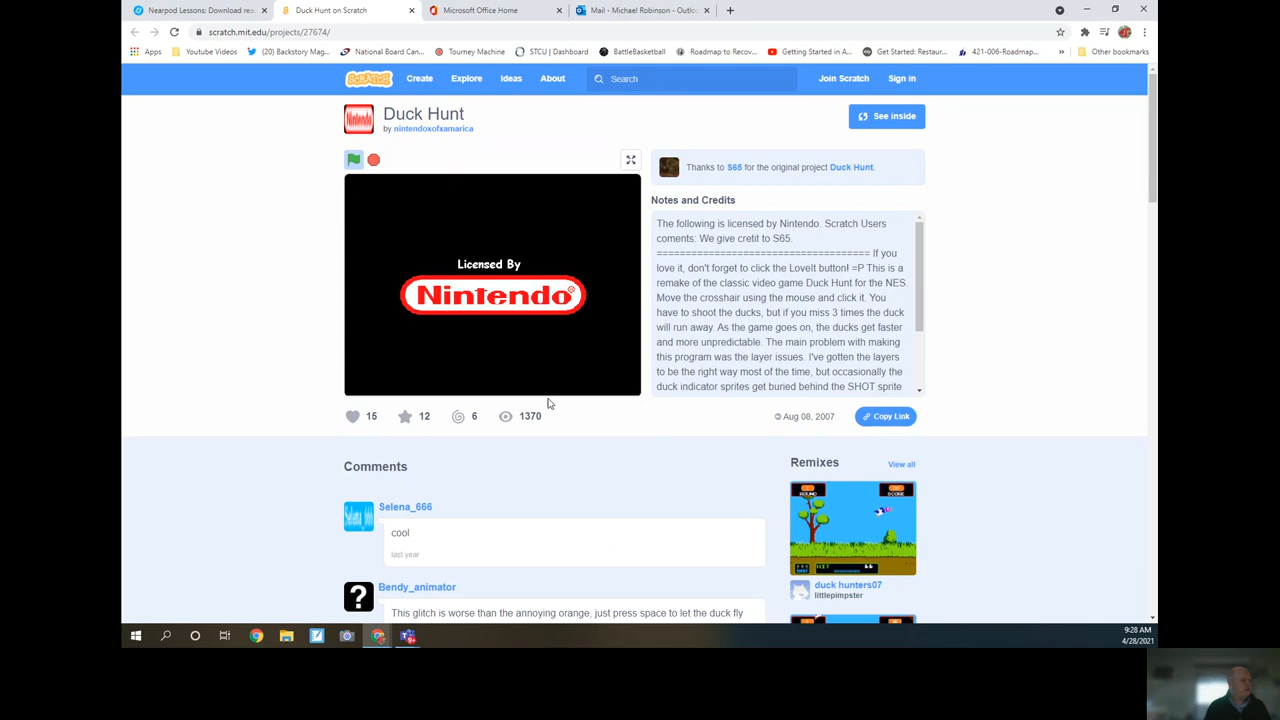 Nearpod Lessons: Download rea
Duck Hunt on Scratch
Microsoft Office Home
Mail - Michael Robinson - Outlo
scratch.mit.edu/projects/27674/
Apps
Youtube Videos
(20) Backstory Mag...
National Board Can...
Tourney Machine
STCU | Dashboard
BattleBasketball
Roadmap to Recov...
Getting Started in A...
Get Started: Restaur...
421-006-Roadmap...
Other bookmarks
SCRATCH
Create
Explore
Ideas
About
Search
Join Scratch
Sign in
Nintendo
Duck Hunt
by nintendoxofxamarica
See inside
Thanks to S65 for the original project Duck Hunt.
Licensed By
Nintendo®
Notes and Credits
The following is licensed by Nintendo. Scratch Users
coments: We give cretit to S65.
===================================== If you
love it, don't forget to click the LoveIt button! =P This is a
remake of the classic video game Duck Hunt for the NES.
Move the crosshair using the mouse and click it. You
have to shoot the ducks, but if you miss 3 times the duck
will run away. As the game goes on, the ducks get faster
and more unpredictable. The main problem with making
this program was the layer issues. I've gotten the layers
to be the right way most of the time, but occasionally the
duck indicator sprites get buried behind the SHOT sprite
15
12
6
1370
© Aug 08, 2007
Copy Link
Comments
Selena_666
Selena_666
cool
last year
?
Bendy_animator
This glitch is worse than the annoying orange, just press space to let the duck fly
Remixes
View all
ROUND
SCORE
SHOT
HIT
duck hunters07
littlepimpster
9:28 AM
4/28/2021